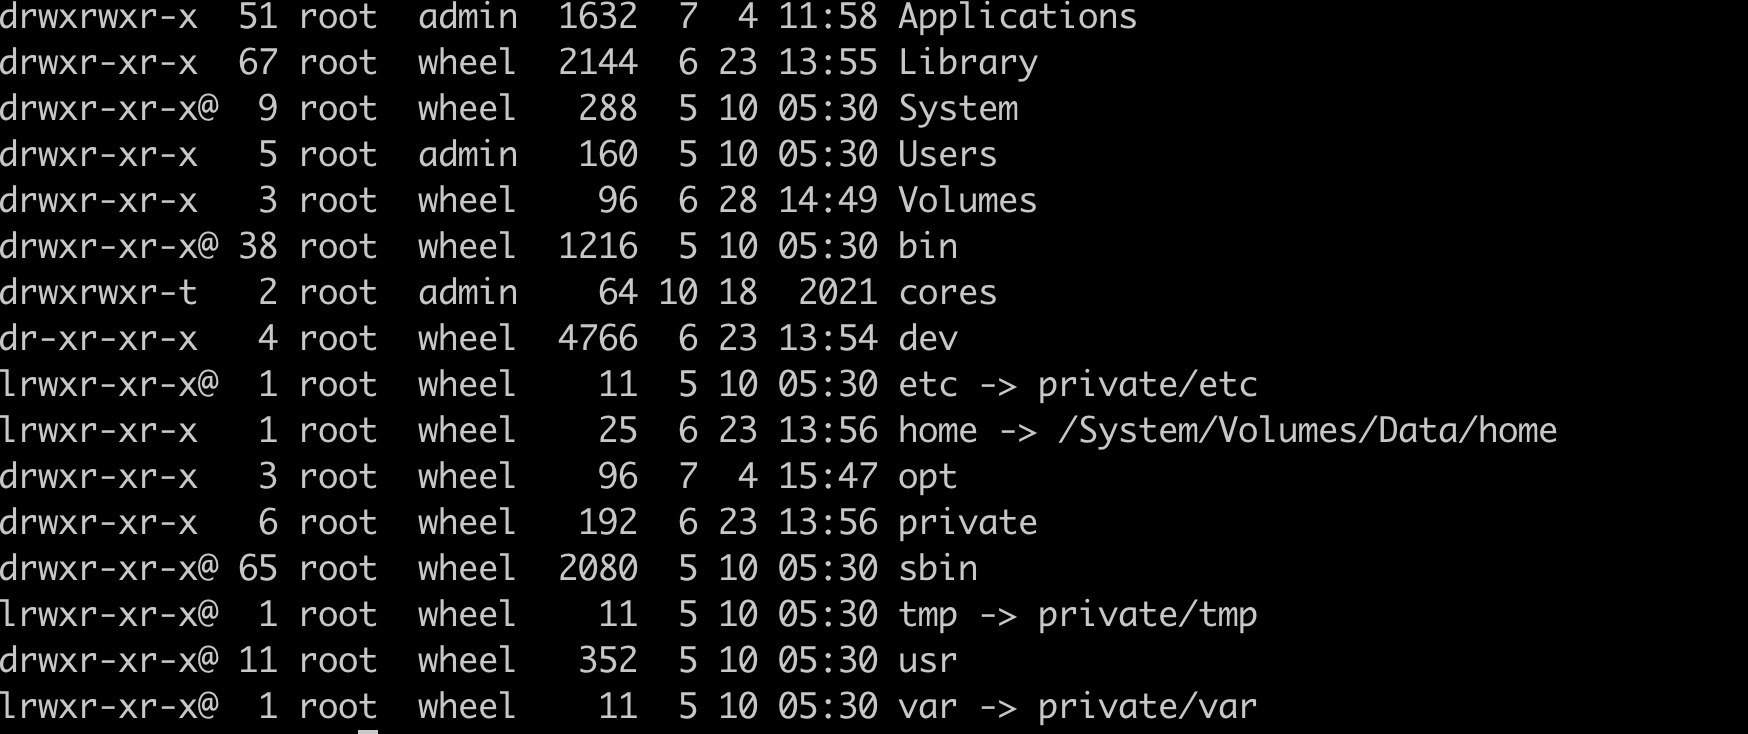 drwxrwxr-x  51 root  admin  1632  7  4 11:58 Applications
drwxr-xr-x  67 root  wheel  2144  6 23 13:55 Library
drwxr-xr-x@  9 root  wheel   288  5 10 05:30 System
drwxr-xr-x   5 root  admin   160  5 10 05:30 Users
drwxr-xr-x   3 root  wheel    96  6 28 14:49 Volumes
drwxr-xr-x@ 38 root  wheel  1216  5 10 05:30 bin
drwxrwxr-t   2 root  admin    64 10 18  2021 cores
dr-xr-xr-x   4 root  wheel  4766  6 23 13:54 dev
lrwxr-xr-x@  1 root  wheel    11  5 10 05:30 etc -> private/etc
lrwxr-xr-x   1 root  wheel    25  6 23 13:56 home -> /System/Volumes/Data/home
drwxr-xr-x   3 root  wheel    96  7  4 15:47 opt
drwxr-xr-x   6 root  wheel   192  6 23 13:56 private
drwxr-xr-x@ 65 root  wheel  2080  5 10 05:30 sbin
lrwxr-xr-x@  1 root  wheel    11  5 10 05:30 tmp -> private/tmp
drwxr-xr-x@ 11 root  wheel   352  5 10 05:30 usr
lrwxr-xr-x@  1 root  wheel    11  5 10 05:30 var -> private/var